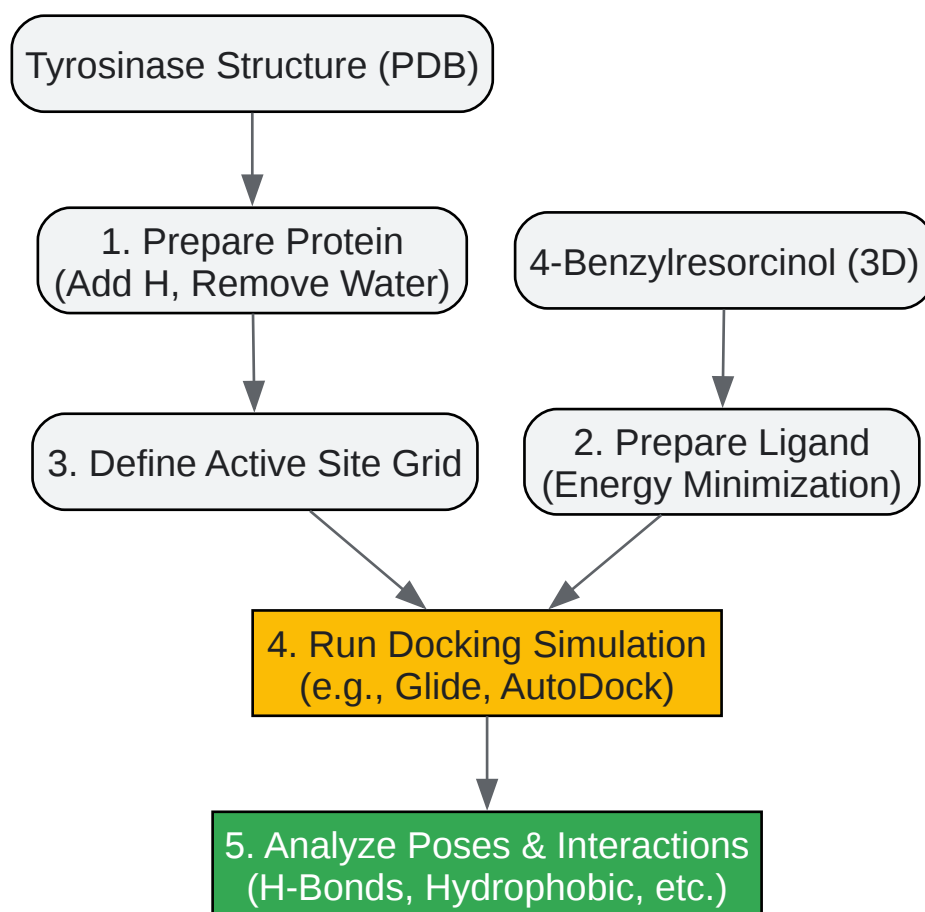 Tyrosinase Structure (PDB)
1. Prepare Protein
(Add H, Remove Water)
4-Benzylresorcinol (3D)
3. Define Active Site Grid
2. Prepare Ligand
(Energy Minimization)
4. Run Docking Simulation
(e.g., Glide, AutoDock)
5. Analyze Poses & Interactions
(H-Bonds, Hydrophobic, etc.)